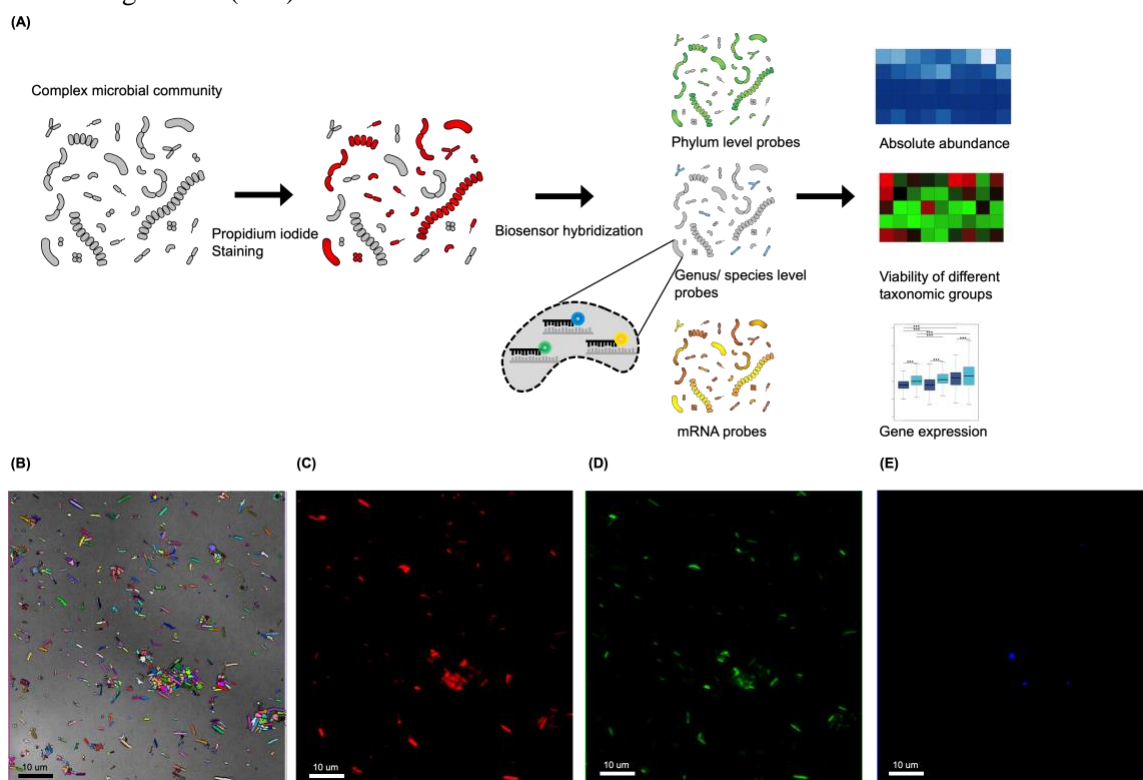 (A)
Complex microbial community
Propidium iodide
Staining
Biosensor hybridization
Phylum level probes
Genus/ species level
probes
mRNA probes
Absolute abundance
Viability of different
taxonomic groups
Gene expression
(B)
(C)
(D)
(E)
10 um
10 um
10 um
10 um